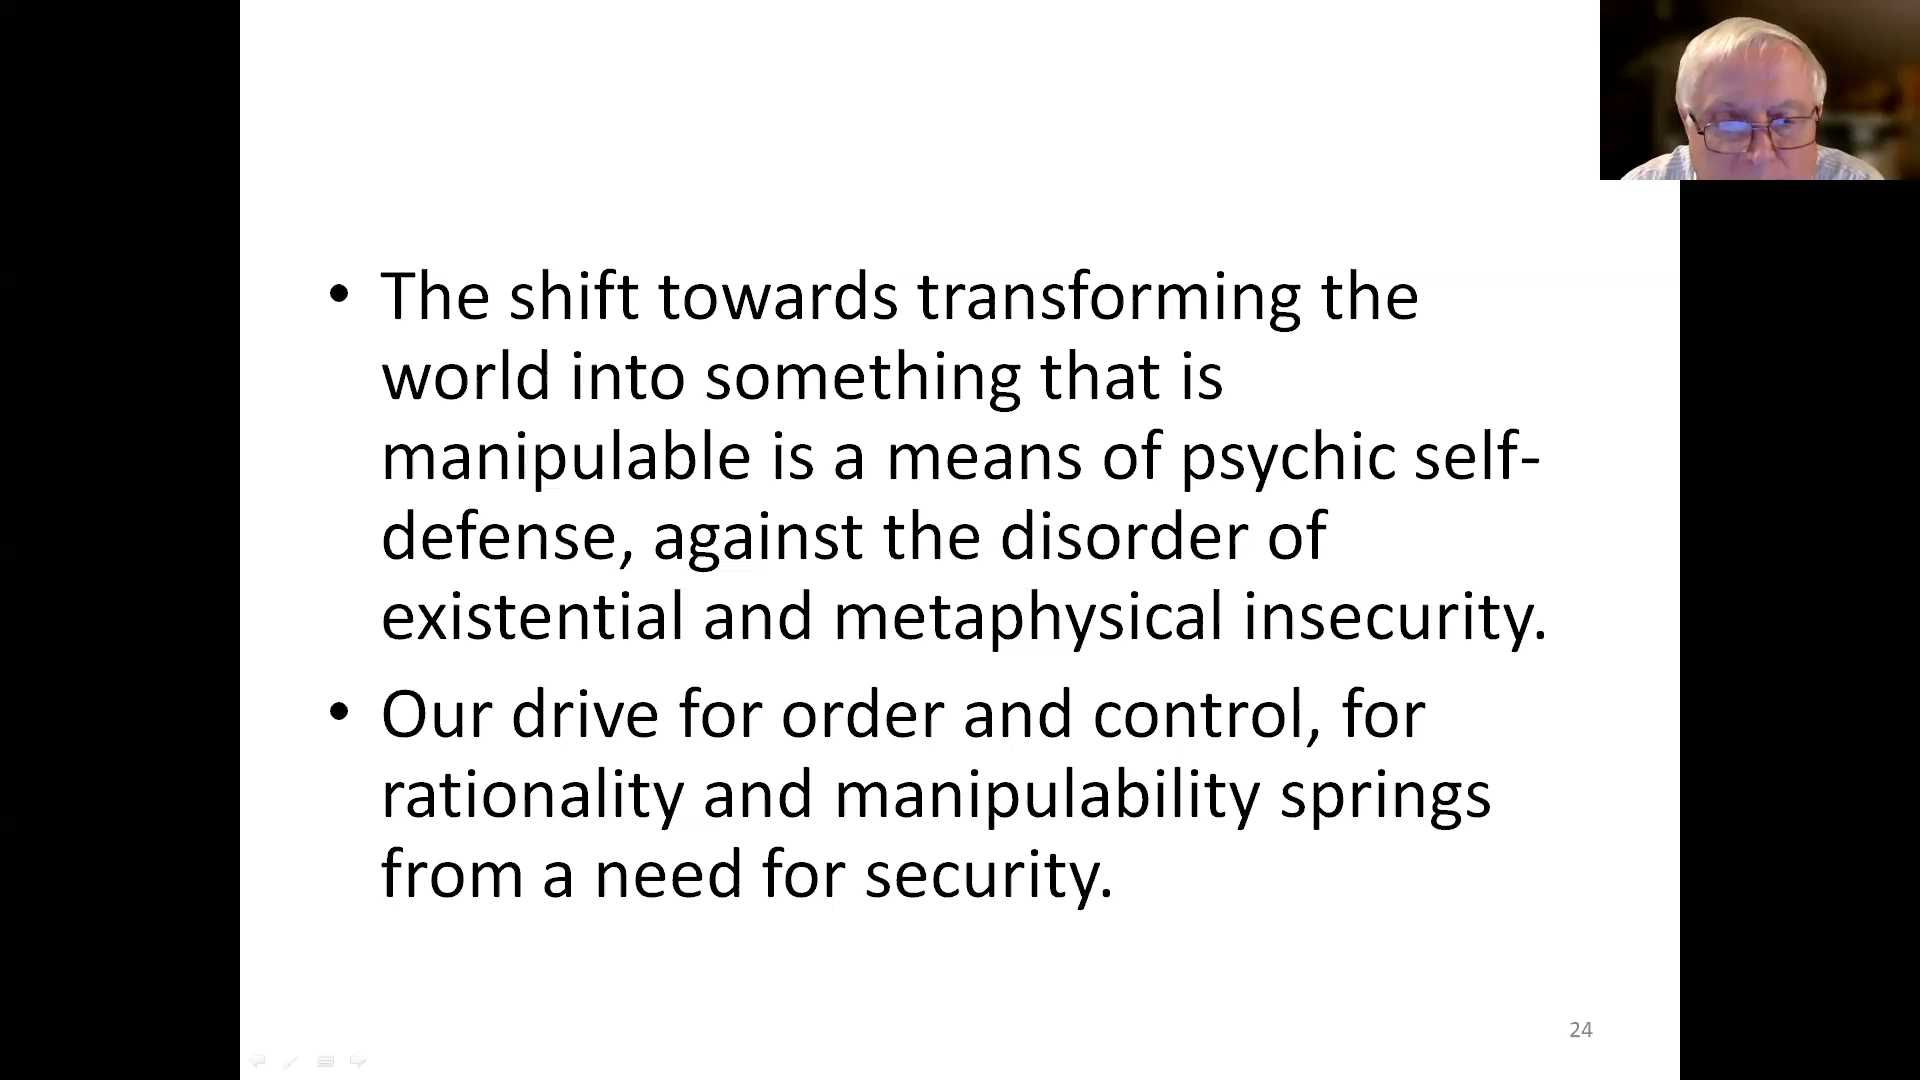 • The shift towards transforming the
world into something that is
manipulable is a means of psychic self-
defense, against the disorder of
existential and metaphysical insecurity.
• Our drive for order and control, for
rationality and manipulability springs
from a need for security.
24